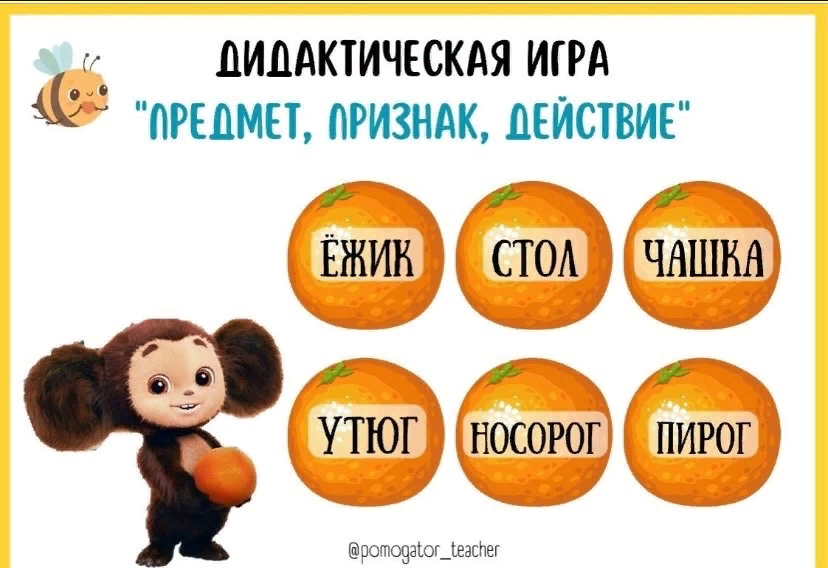 ДИДАКТИЧЕСКАЯ ИГРА
"ПРЕДМЕТ, ПРИЗНАК, ДЕЙСТВИЕ"
ЁЖИК СТОЛ ЧАШКА
УТЮГ НОСОРОГ ПИРОГ
@pomogator_teacher